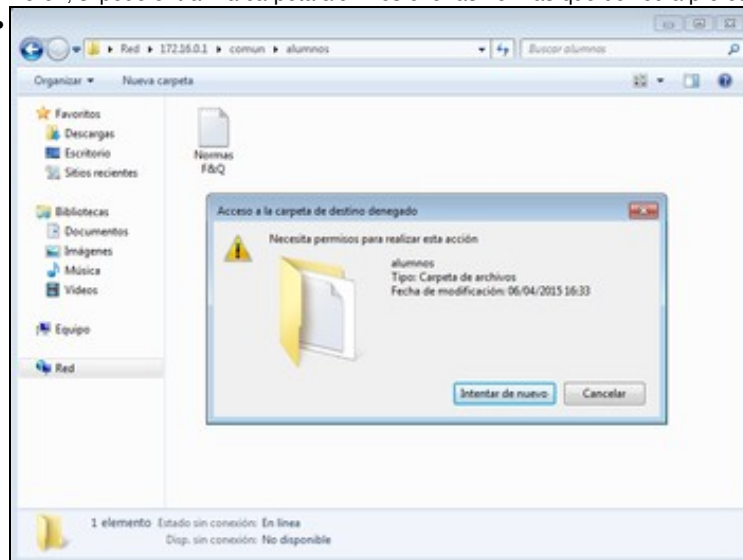 Red ▸ 172.16.0.1 ▸ comun ▸ alumnos
Buscar alumnos
Organizar
Nueva carpeta
Favoritos
Descargas
Escritorio
Sitios recientes
Bibliotecas
Documentos
Imágenes
Música
Vídeos
Equipo
Red
Normas
F&Q
Acceso a la carpeta de destino denegado
Necesita permisos para realizar esta acción
alumnos
Tipo: Carpeta de archivos
Fecha de modificación: 06/04/2015 16:33
Intentar de nuevo
Cancelar
1 elemento Estado sin conexión: En línea
Disp. sin conexión: No disponible